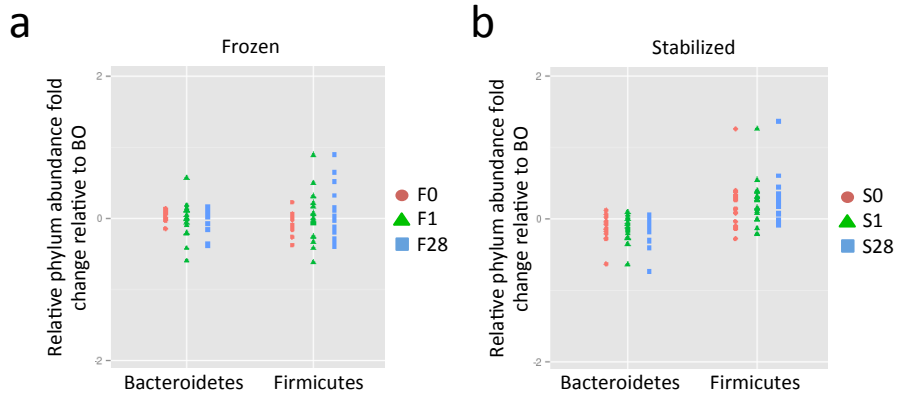 a
Frozen
Relative phylum abundance fold
change relative to BO
2
0
-2
Bacteroidetes
Firmicutes
F0
F1
F28
b
Stabilized
Relative phylum abundance fold
change relative to BO
2
0
-2
Bacteroidetes
Firmicutes
S0
S1
S28